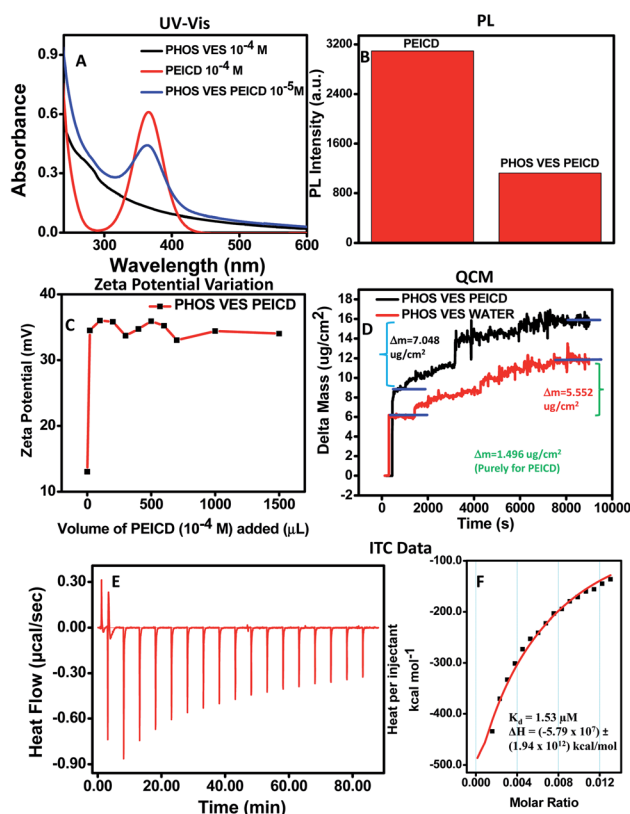 UV-Vis
PL
A
PHOS VES 10⁻⁴ M
PEICD 10⁻⁴ M
PHOS VES PEICD 10⁻⁵M
0.9
0.6
0.3
0.0
Absorbance
300
400
500
600
Wavelength (nm)
B
PEICD
PHOS VES PEICD
3200
2400
1600
800
0
PL Intensity (a.u.)
Zeta Potential Variation
QCM
C
PHOS VES PEICD
40
30
20
10
Zeta Potential (mV)
0
500
1000
1500
Volume of PEICD (10⁻⁴ M) added (µL)
PHOS VES PEICD
PHOS VES WATER
D
18
16
14
12
10
8
6
4
2
0
-2
Delta Mass (ug/cm²)
Δm=7.048
ug/cm²
Δm=5.552
ug/cm²
Δm=1.496 ug/cm²
(Purely for PEICD)
0
2000
4000
6000
8000
10000
Time (s)
ITC Data
E
0.30
0.00
-0.30
-0.60
-0.90
Heat Flow (µcal/sec)
0.00
20.00
40.00
60.00
80.00
Time (min)
F
-100.0
-200.0
-300.0
-400.0
-500.0
Heat per injectant
kcal mol⁻¹
K_d = 1.53 µM
ΔH = (-5.79 x 10⁷) ±
(1.94 x 10¹²) kcal/mol
0.000
0.004
0.008
0.012
Molar Ratio